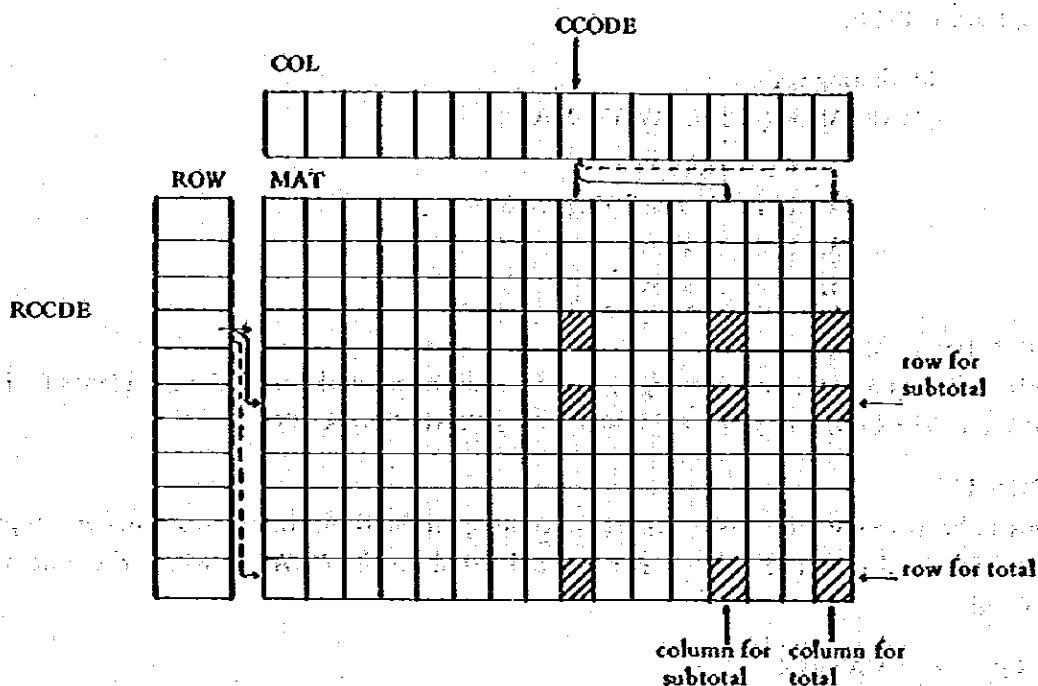 CCODE
COL
ROW
MAT
RCCDE
row for
subtotal
row for total
column for
subtotal
column for
total